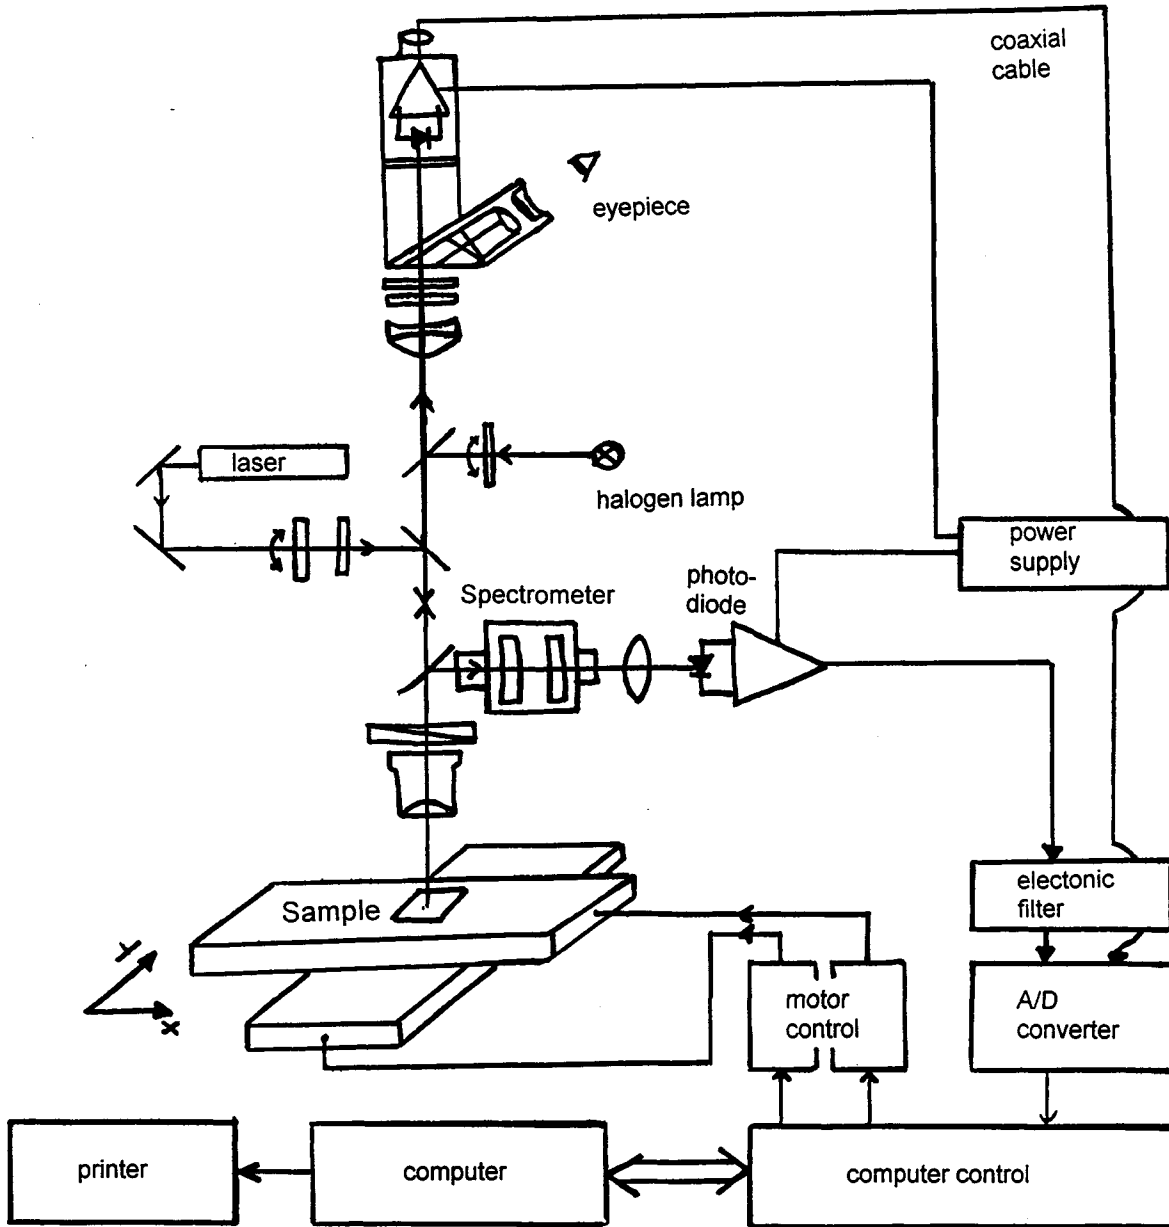 coaxial
cable
eyepiece
laser
halogen lamp
power
supply
photo-
diode
Spectrometer
electonic
filter
Sample
Y
x
motor
control
A/D
converter
printer
computer
computer control